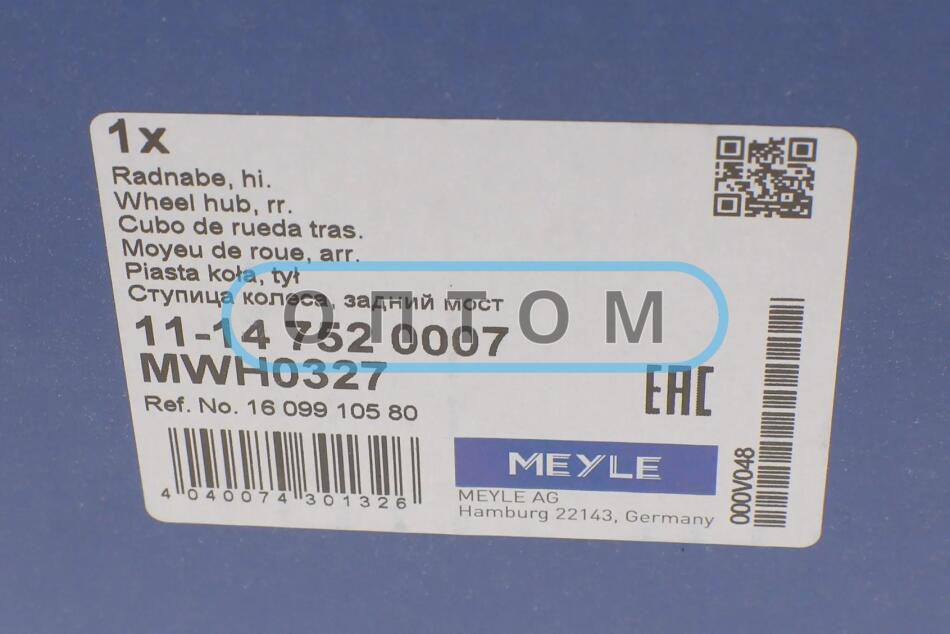 1x
Radnabe, hi.
Wheel hub, rr.
Cubo de rueda tras.
Moyeu de roue, arr.
Piasta koła, tył
Ступица колеса, задний мост
ОПТОМ
11-14 752 0007
MWH0327
Ref. No. 16 099 105 80
EAC
4 040074 301326
MEYLE
MEYLE AG
Hamburg 22143, Germany
000V048